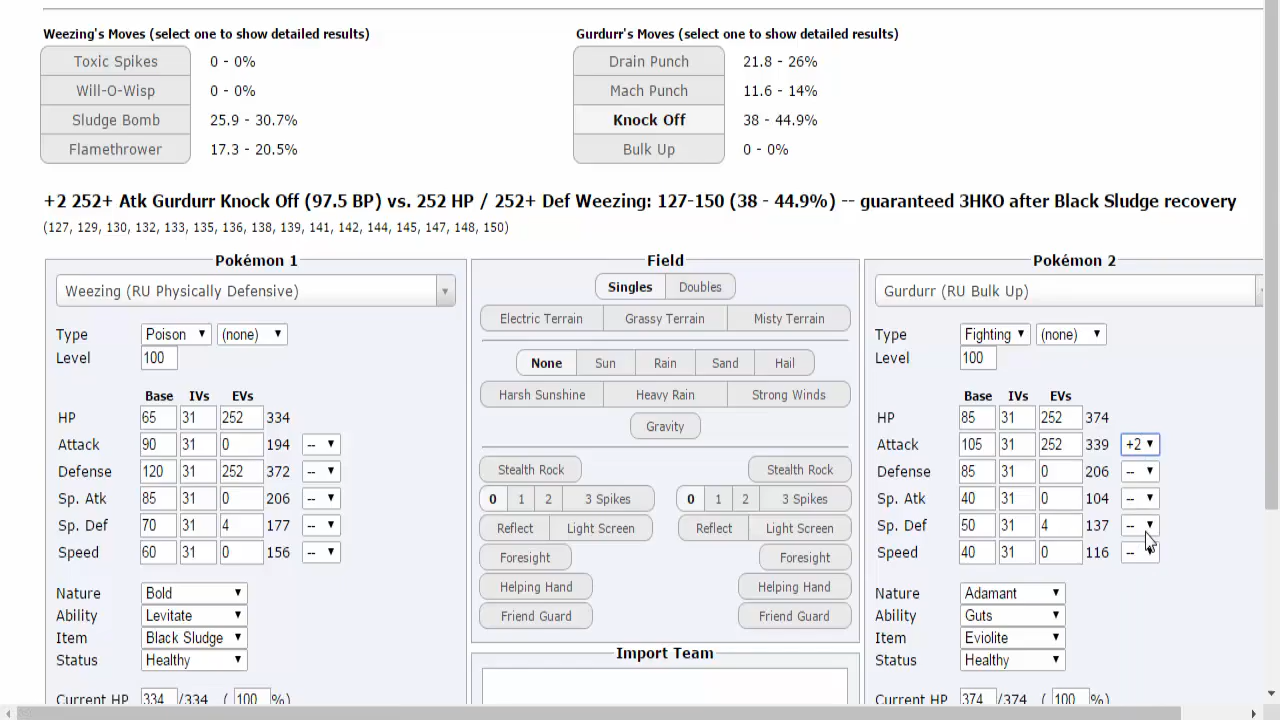 Weezing's Moves (select one to show detailed results) Gurdurr's Moves (select one to show detailed results)
Toxic Spikes 0 - 0% Drain Punch 21.8 - 26%
Will-O-Wisp 0 - 0% Mach Punch 11.6 - 14%
Sludge Bomb 25.9 - 30.7% Knock Off 38 - 44.9%
Flamethrower 17.3 - 20.5% Bulk Up 0 - 0%
+2 252+ Atk Gurdurr Knock Off (97.5 BP) vs. 252 HP / 252+ Def Weezing: 127-150 (38 - 44.9%) -- guaranteed 3HKO after Black Sludge recovery
(127, 129, 130, 132, 133, 135, 136, 138, 139, 141, 142, 144, 145, 147, 148, 150)
Pokémon 1
Weezing (RU Physically Defensive)
Type Poison (none)
Level 100
Base IVs EVs
HP 65 31 252 334
Attack 90 31 0 194 --
Defense 120 31 252 372 --
Sp. Atk 85 31 0 206 --
Sp. Def 70 31 4 177 --
Speed 60 31 0 156 --
Nature Bold
Ability Levitate
Item Black Sludge
Status Healthy
Current HP 334 /334 ( 100 %)
Field
Singles Doubles
Electric Terrain Grassy Terrain Misty Terrain
None Sun Rain Sand Hail
Harsh Sunshine Heavy Rain Strong Winds
Gravity
Stealth Rock Stealth Rock
0 1 2 3 Spikes 0 1 2 3 Spikes
Reflect Light Screen Reflect Light Screen
Foresight Foresight
Helping Hand Helping Hand
Friend Guard Friend Guard
Import Team
Pokémon 2
Gurdurr (RU Bulk Up)
Type Fighting (none)
Level 100
Base IVs EVs
HP 85 31 252 374
Attack 105 31 252 339 +2
Defense 85 31 0 206 --
Sp. Atk 40 31 0 104 --
Sp. Def 50 31 4 137 --
Speed 40 31 0 116 --
Nature Adamant
Ability Guts
Item Eviolite
Status Healthy
Current HP 374 /374 ( 100 %)